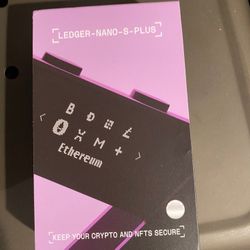 LEDGER-NANO-S-PLUS
Ethereum
KEEP YOUR CRYPTO AND NFTS SECURE